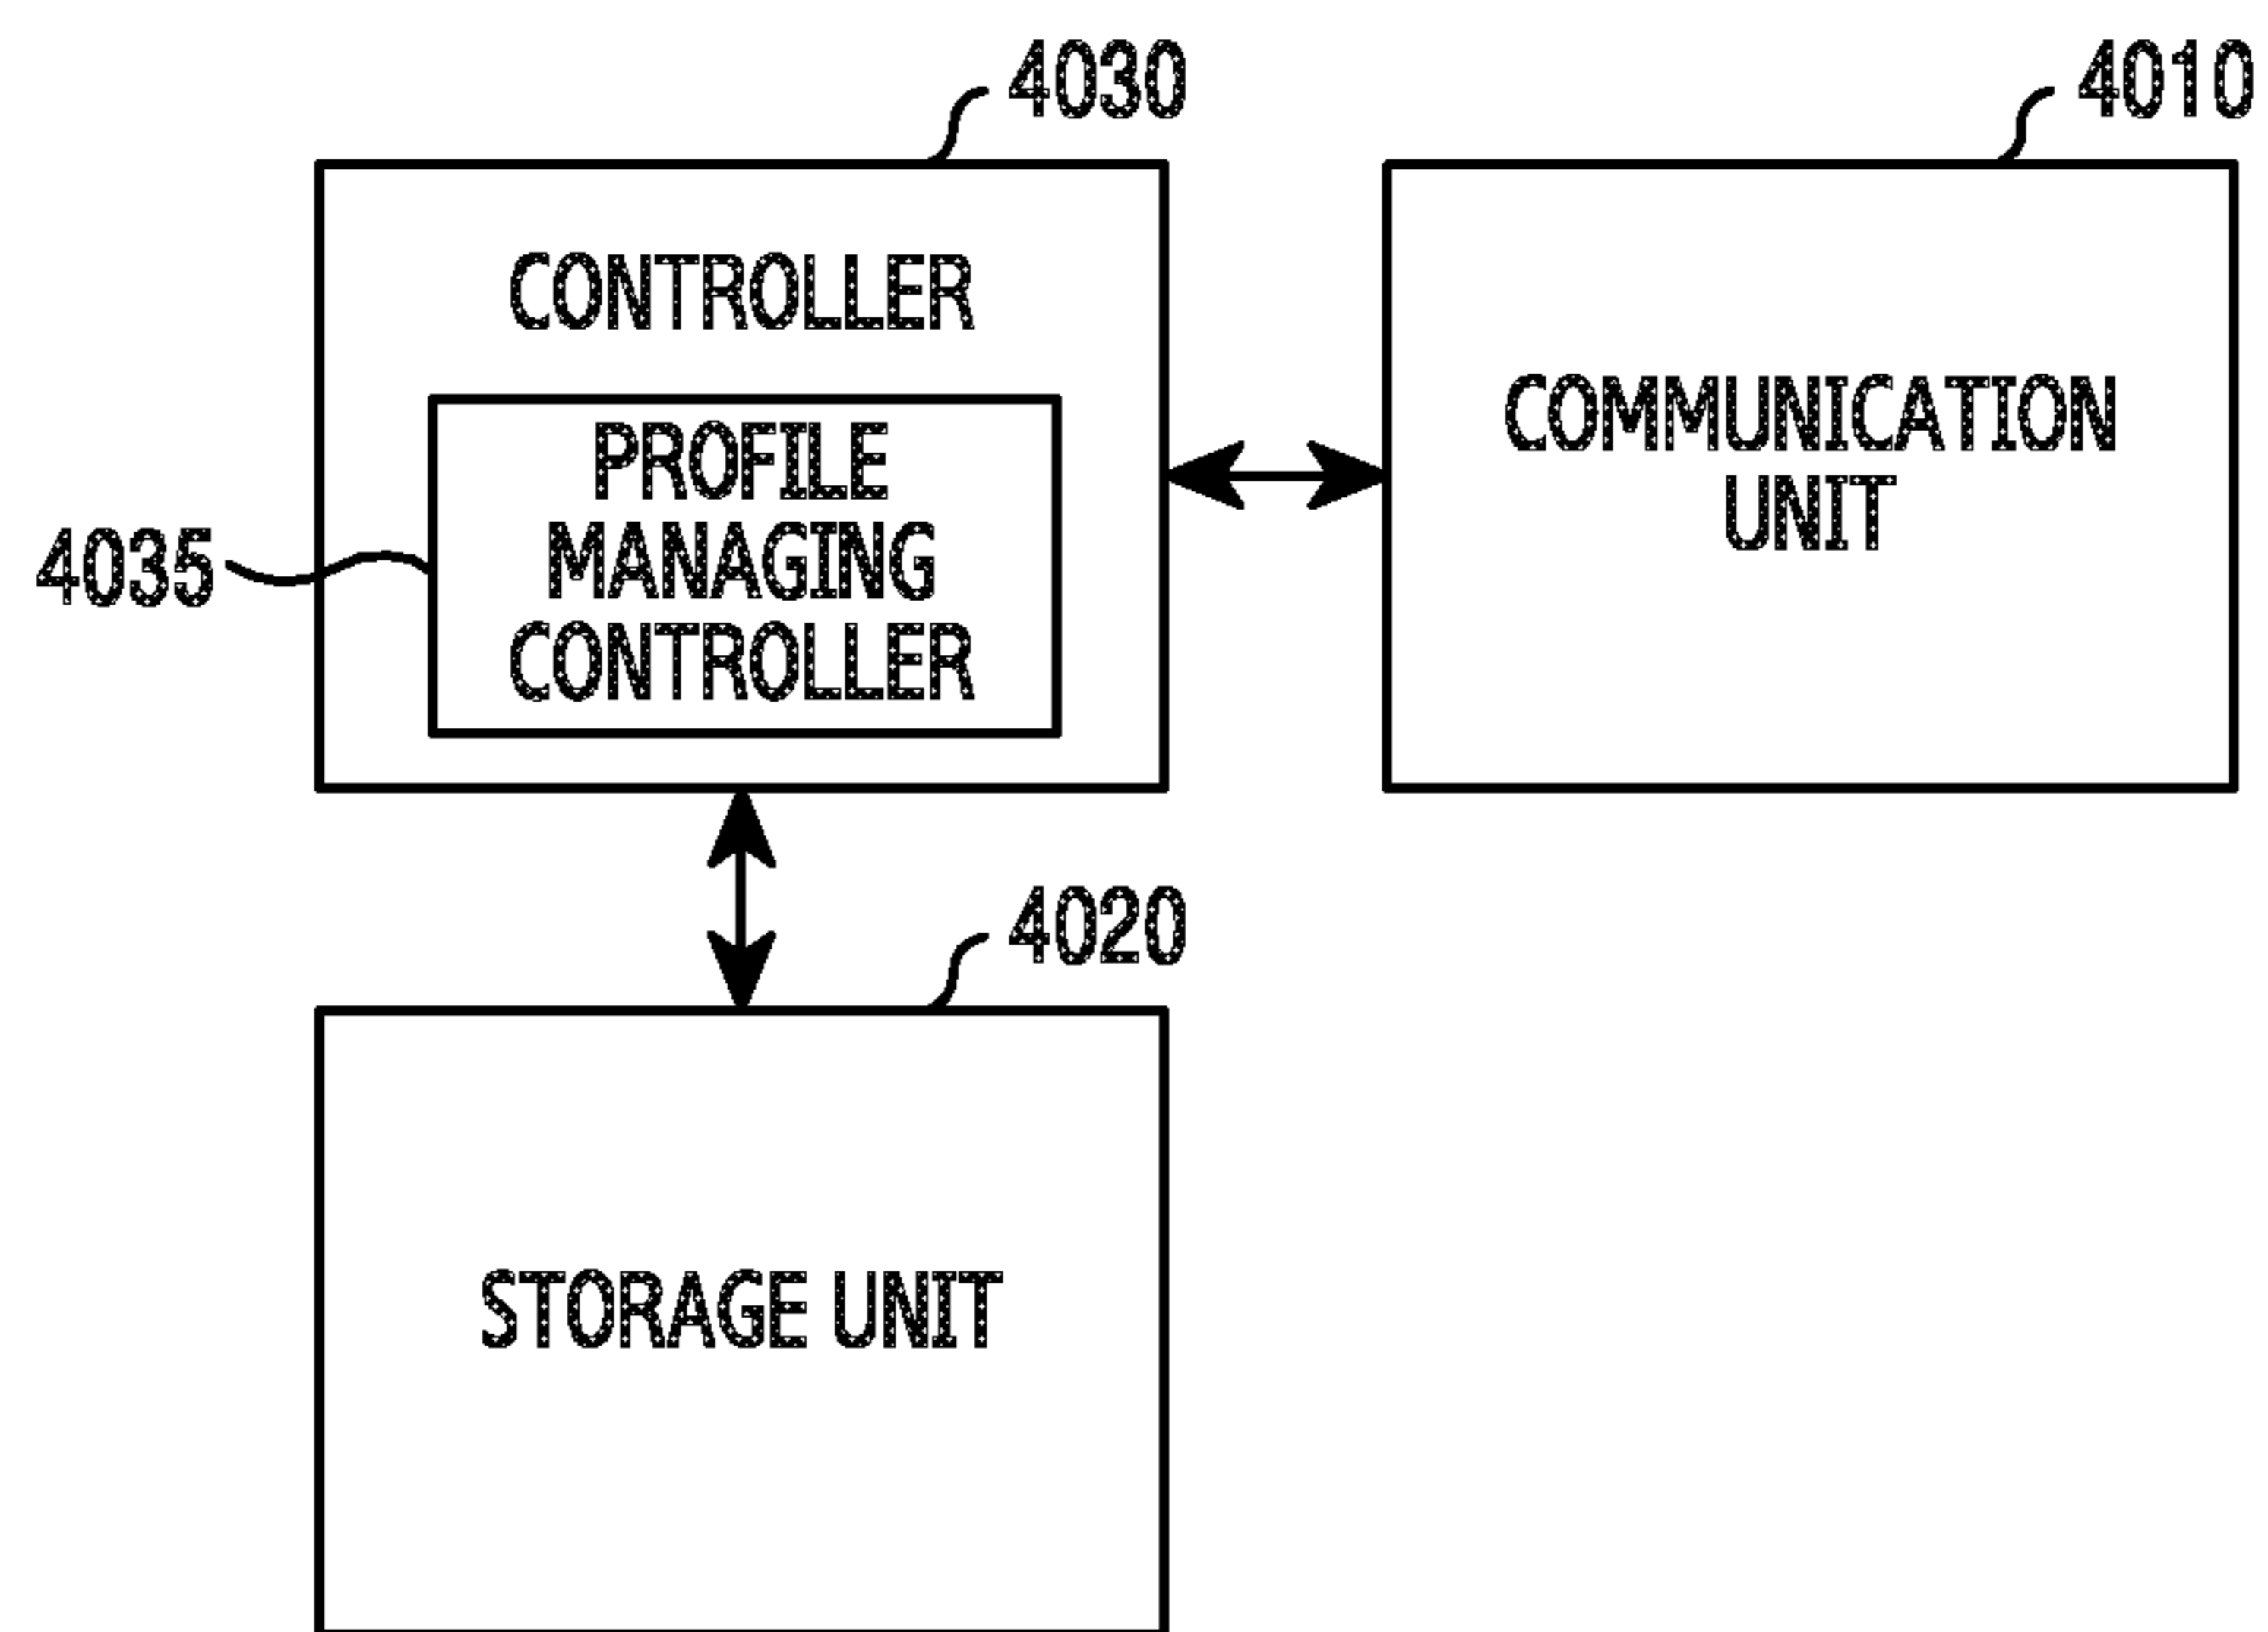 4030
4010
CONTROLLER
PROFILE
MANAGING
CONTROLLER
4035
COMMUNICATION
UNIT
4020
STORAGE UNIT